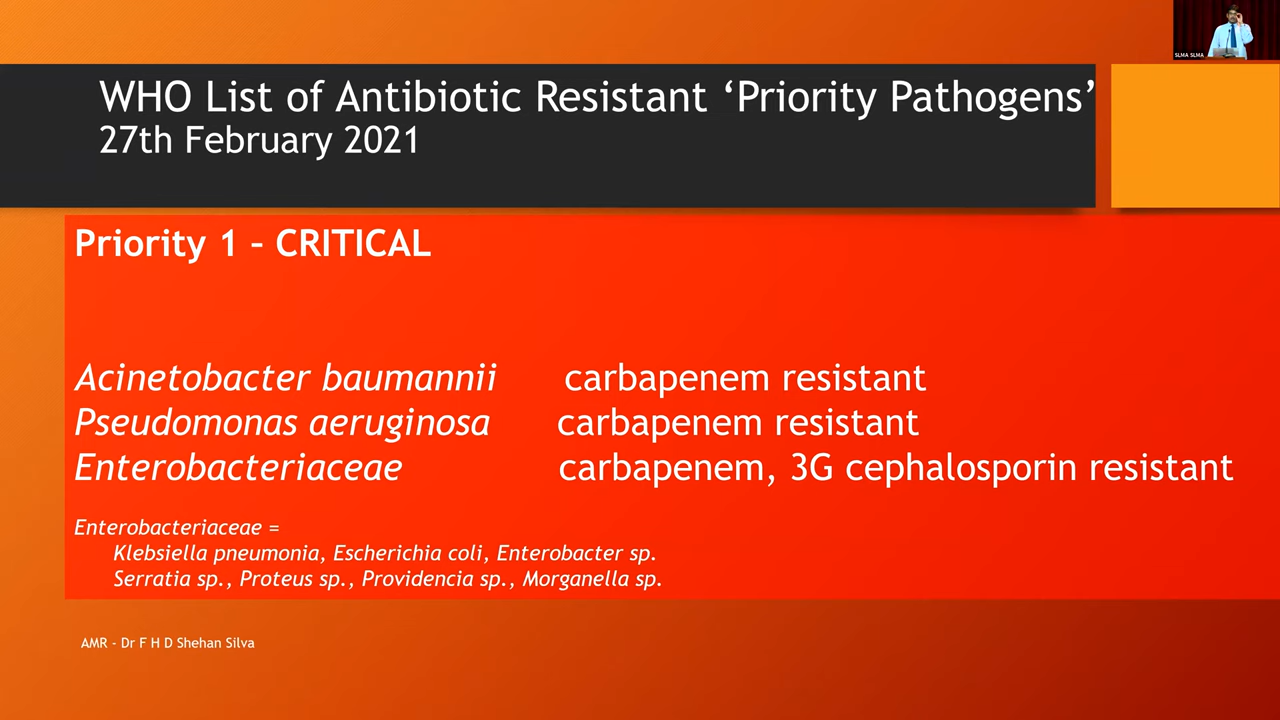 SLMA SLMA
WHO List of Antibiotic Resistant ‘Priority Pathogens’
27th February 2021
Priority 1 – CRITICAL
Acinetobacter baumannii carbapenem resistant
Pseudomonas aeruginosa carbapenem resistant
Enterobacteriaceae carbapenem, 3G cephalosporin resistant
Enterobacteriaceae =
Klebsiella pneumonia, Escherichia coli, Enterobacter sp.
Serratia sp., Proteus sp., Providencia sp., Morganella sp.
AMR - Dr F H D Shehan Silva